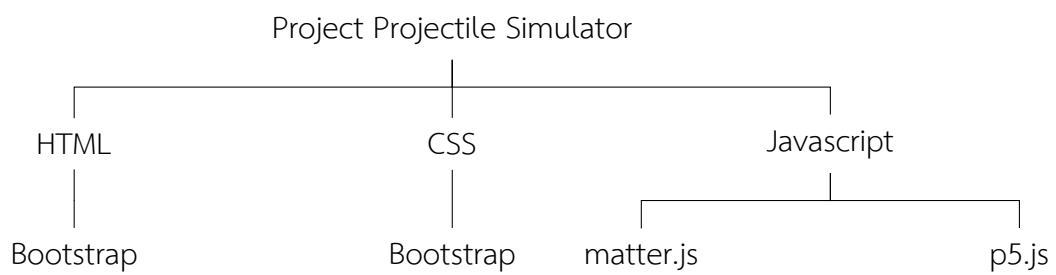 Project Projectile Simulator
HTML CSS Javascript
Bootstrap Bootstrap matter.js p5.js